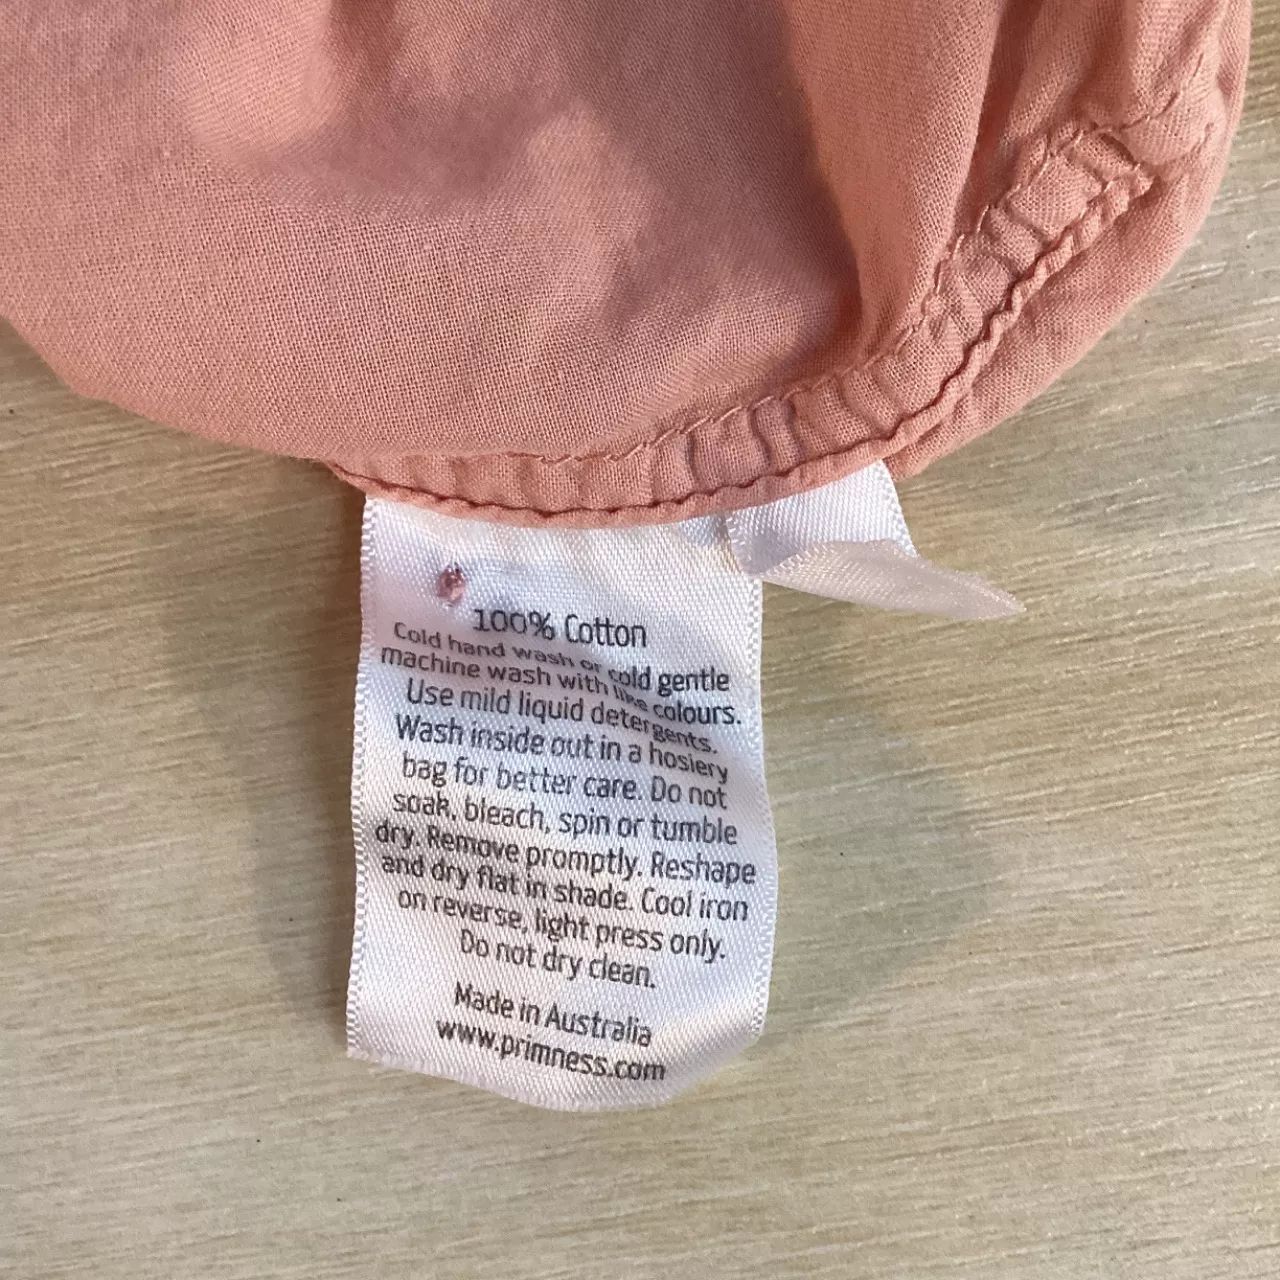 100% Cotton
Cold hand wash or cold gentle
machine wash with like colours.
Use mild liquid detergents.
Wash inside out in a hosiery
bag for better care. Do not
soak, bleach, spin or tumble
dry. Remove promptly. Reshape
and dry flat in shade. Cool iron
on reverse, light press only.
Do not dry clean.
Made in Australia
www.primness.com